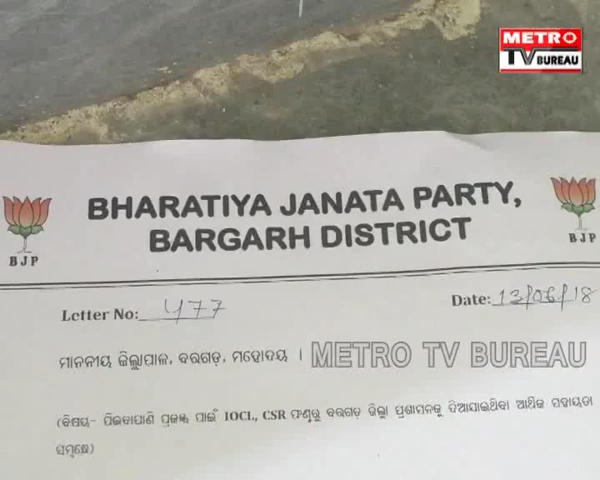 METRO
TV BUREAU
BHARATIYA JANATA PARTY,
BARGARH DISTRICT
BJP
BJP
Letter No: 477
Date: 13/06/18
ମାନନୀୟ ଜିଲ୍ଲାପାଳ, ବରଗଡ଼, ମହୋଦୟ ।
METRO TV BUREAU
(ବିଷୟ- ପିଇବାପାଣି ପ୍ରକଳ୍ପ ପାଇଁ IOCL, CSR ଫଣ୍ଡରୁ ବରଗଡ଼ ଜିଲ୍ଲା ପ୍ରଶାସନକୁ ଦିଆଯାଇଥିବା ଆର୍ଥିକ ସହାୟତା
ସମ୍ବନ୍ଧେ)